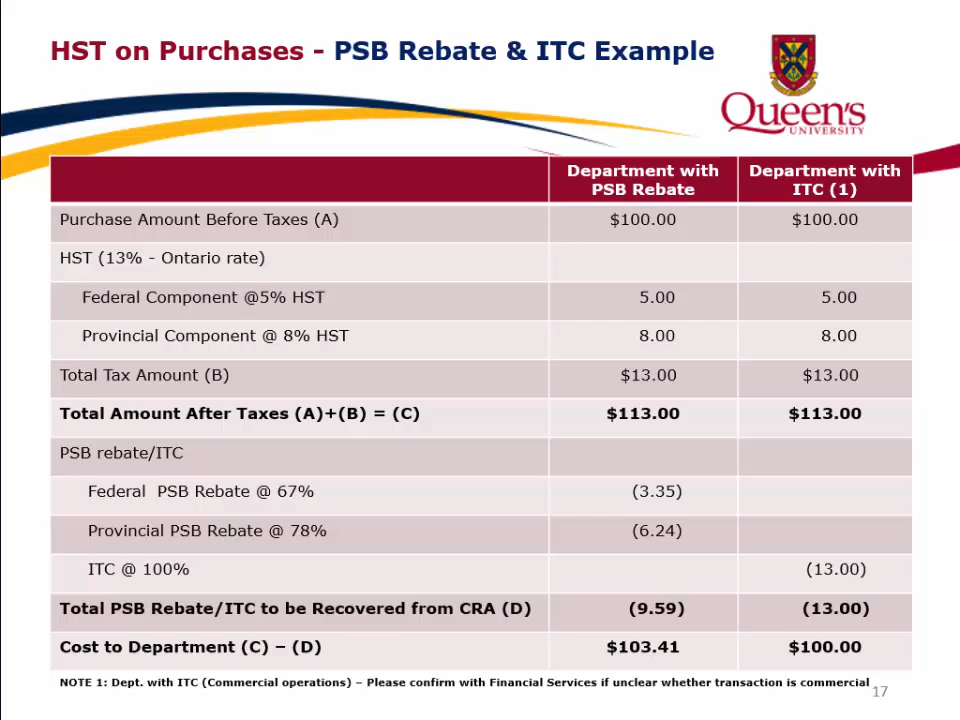 HST on Purchases - PSB Rebate & ITC Example
Queen's
UNIVERSITY
Department with PSB Rebate
Department with ITC (1)
Purchase Amount Before Taxes (A) $100.00 $100.00
HST (13% - Ontario rate)
Federal Component @5% HST 5.00 5.00
Provincial Component @ 8% HST 8.00 8.00
Total Tax Amount (B) $13.00 $13.00
Total Amount After Taxes (A)+(B) = (C) $113.00 $113.00
PSB rebate/ITC
Federal PSB Rebate @ 67% (3.35)
Provincial PSB Rebate @ 78% (6.24)
ITC @ 100% (13.00)
Total PSB Rebate/ITC to be Recovered from CRA (D) (9.59) (13.00)
Cost to Department (C) – (D) $103.41 $100.00
NOTE 1: Dept. with ITC (Commercial operations) – Please confirm with Financial Services if unclear whether transaction is commercial
17